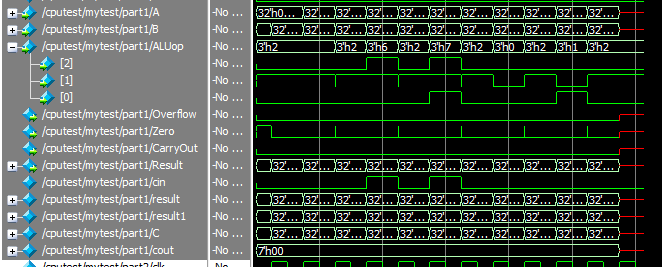 /cputest/mytest/part1/A -No ... 32'h0... 32'... 32'... 32'... 32'... 32'... 32'... 32'... 32'... 32'...
/cputest/mytest/part1/B -No ... 32'... 32'... 32'... 32'... 32'... 32'... 32'... 32'... 32'... 32'... 32'...
/cputest/mytest/part1/ALUop -No ... 3'h2 3'h2 3'h6 3'h2 3'h7 3'h2 3'h0 3'h2 3'h1 3'h2
[2] -No ...
[1] -No ...
[0] -No ...
/cputest/mytest/part1/Overflow -No ...
/cputest/mytest/part1/Zero -No ...
/cputest/mytest/part1/CarryOut -No ...
/cputest/mytest/part1/Result -No ... 32'... 32'... 32'... 32'... 32'... 32'... 32'... 32'... 32'... 32'... 32'...
/cputest/mytest/part1/cin -No ...
/cputest/mytest/part1/result -No ... 32'... 32'... 32'... 32'... 32'... 32'... 32'... 32'... 32'... 32'... 32'...
/cputest/mytest/part1/result1 -No ... 32'... 32'... 32'... 32'... 32'... 32'... 32'... 32'... 32'... 32'... 32'...
/cputest/mytest/part1/C -No ... 32'... 32'... 32'... 32'... 32'... 32'... 32'... 32'... 32'... 32'... 32'...
/cputest/mytest/part1/cout -No ... 7'h00
/cputest/mytest/part2/clk -No ...